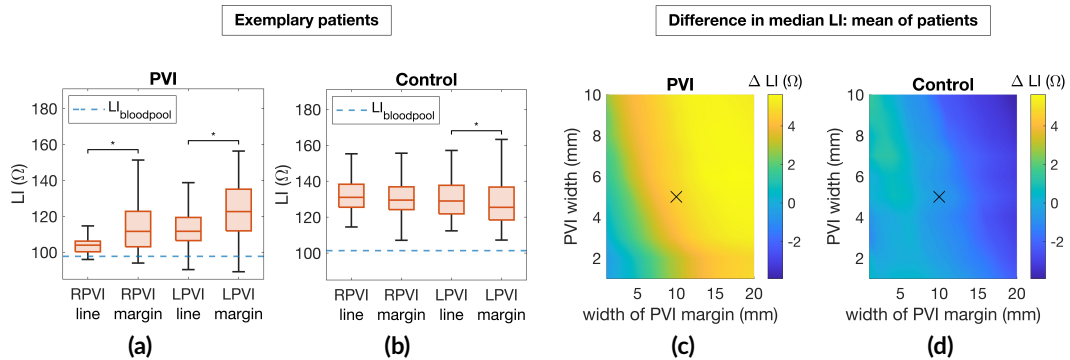 Exemplary patients
Difference in median LI: mean of patients
PVI
LI bloodpool
*
*
LI (Ω)
180
160
140
120
100
RPVI line
RPVI margin
LPVI line
LPVI margin
(a)
Control
LI bloodpool
*
180
160
140
120
100
RPVI line
RPVI margin
LPVI line
LPVI margin
(b)
PVI
Δ LI (Ω)
PVI width (mm)
10
8
6
4
2
5
10
15
20
width of PVI margin (mm)
4
2
0
-2
(c)
Control
Δ LI (Ω)
PVI width (mm)
10
8
6
4
2
5
10
15
20
width of PVI margin (mm)
4
2
0
-2
(d)